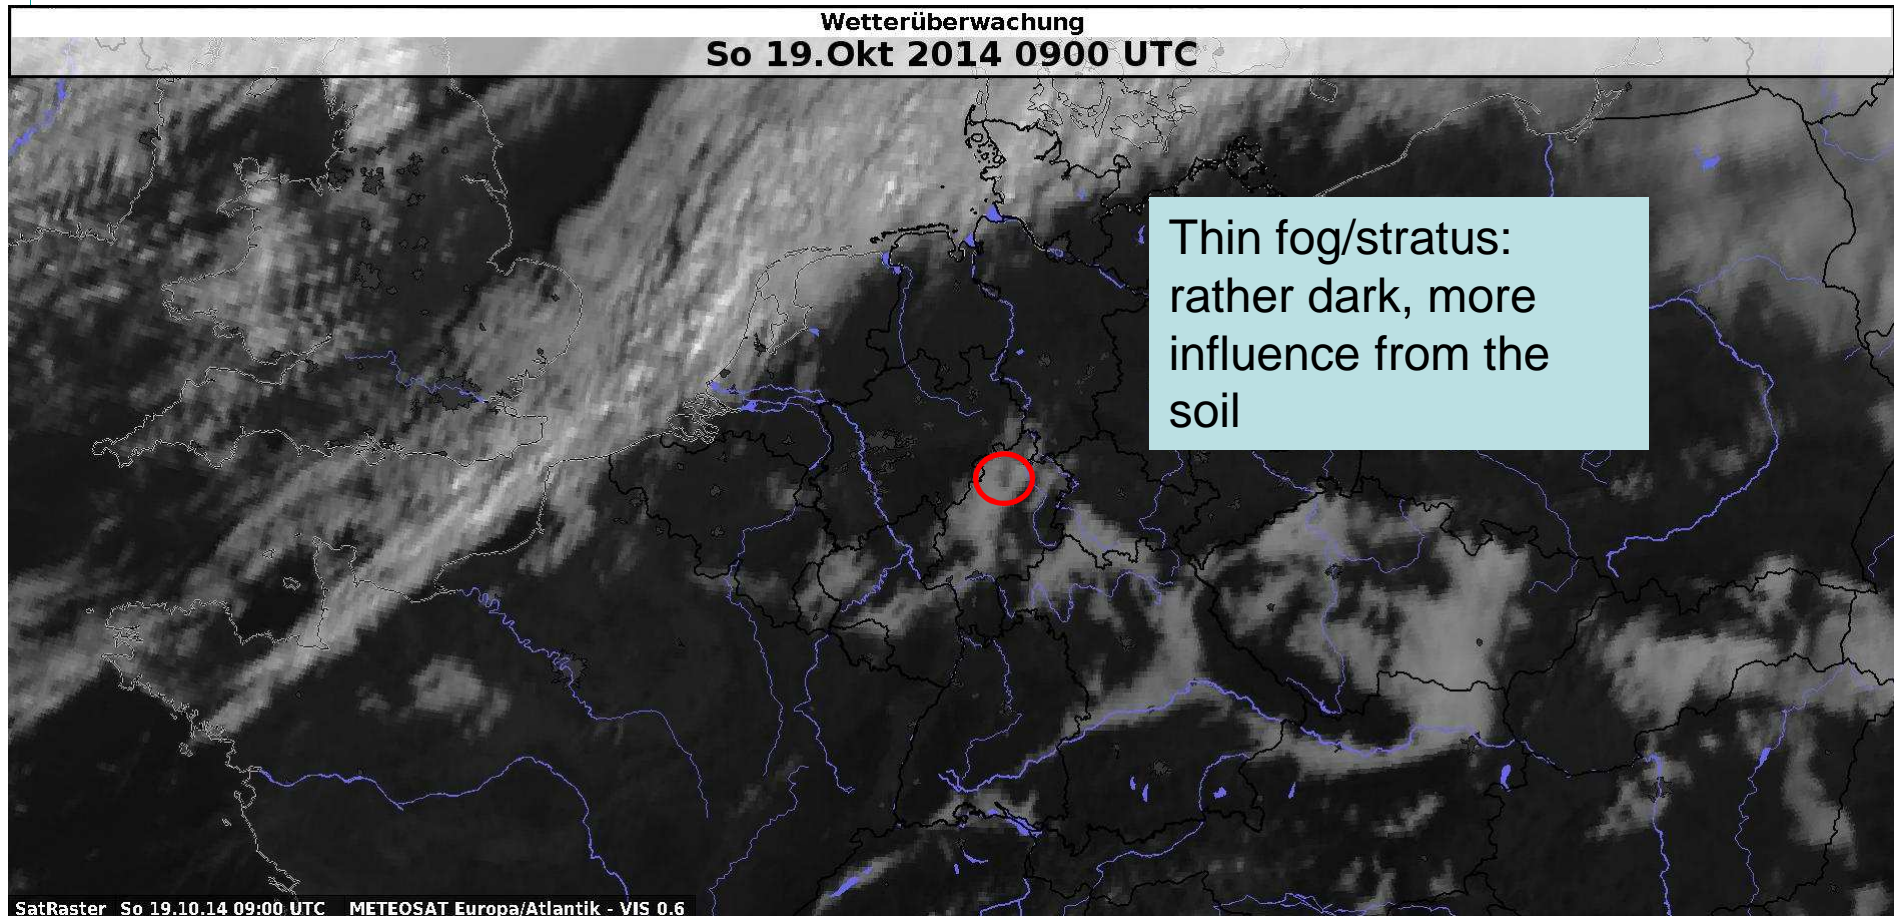 Wetterüberwachung
So 19.Okt 2014 0900 UTC
Thin fog/stratus:
rather dark, more
influence from the
soil
SatRaster So 19.10.14 09:00 UTC METEOSAT Europa/Atlantik - VIS 0.6